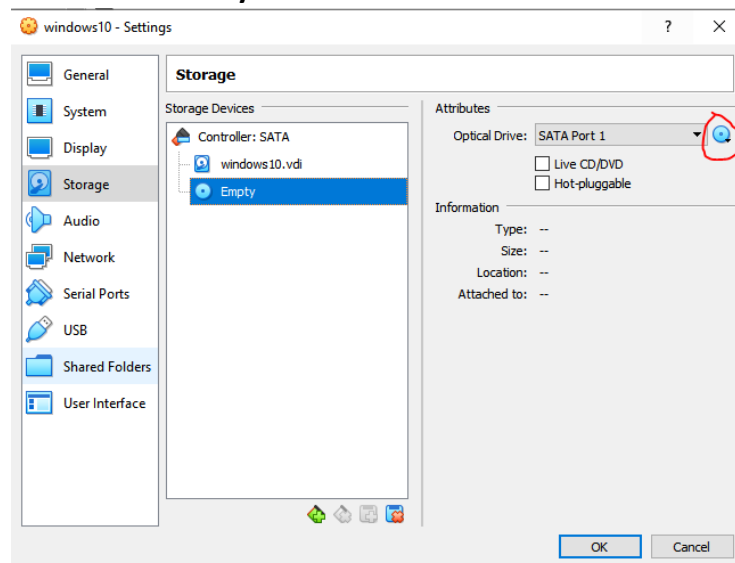 windows10 - Settings
General
System
Display
Storage
Audio
Network
Serial Ports
USB
Shared Folders
User Interface
Storage
Storage Devices
Controller: SATA
windows10.vdi
Empty
Attributes
Optical Drive: SATA Port 1
Live CD/DVD
Hot-pluggable
Information
Type: --
Size: --
Location: --
Attached to: --
OK Cancel